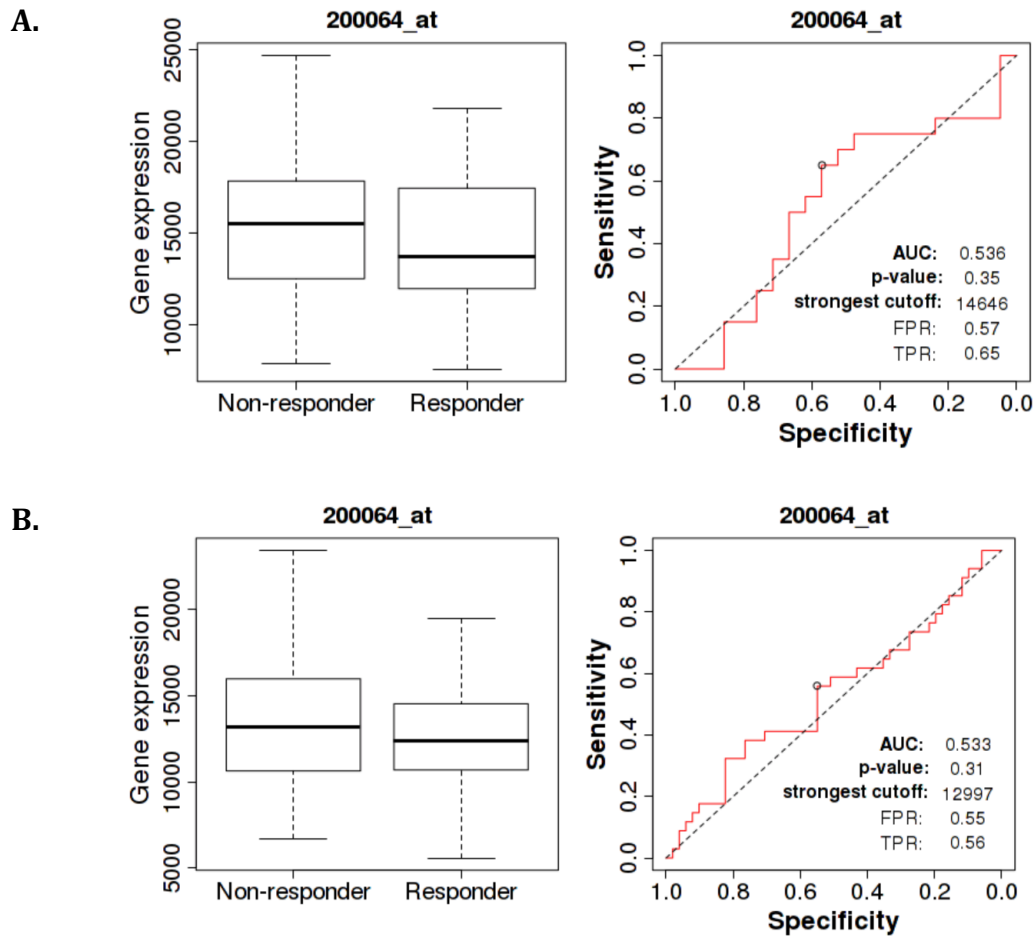 A.
200064_at
Gene expression
25000
20000
15000
10000
Non-responder
Responder
200064_at
Sensitivity
1.0
0.8
0.6
0.4
0.2
0.0
AUC: 0.536
p-value: 0.35
strongest cutoff: 14646
FPR: 0.57
TPR: 0.65
1.0 0.8 0.6 0.4 0.2 0.0
Specificity
B.
200064_at
Gene expression
20000
15000
10000
5000
Non-responder
Responder
200064_at
Sensitivity
1.0
0.8
0.6
0.4
0.2
0.0
AUC: 0.533
p-value: 0.31
strongest cutoff: 12997
FPR: 0.55
TPR: 0.56
1.0 0.8 0.6 0.4 0.2 0.0
Specificity